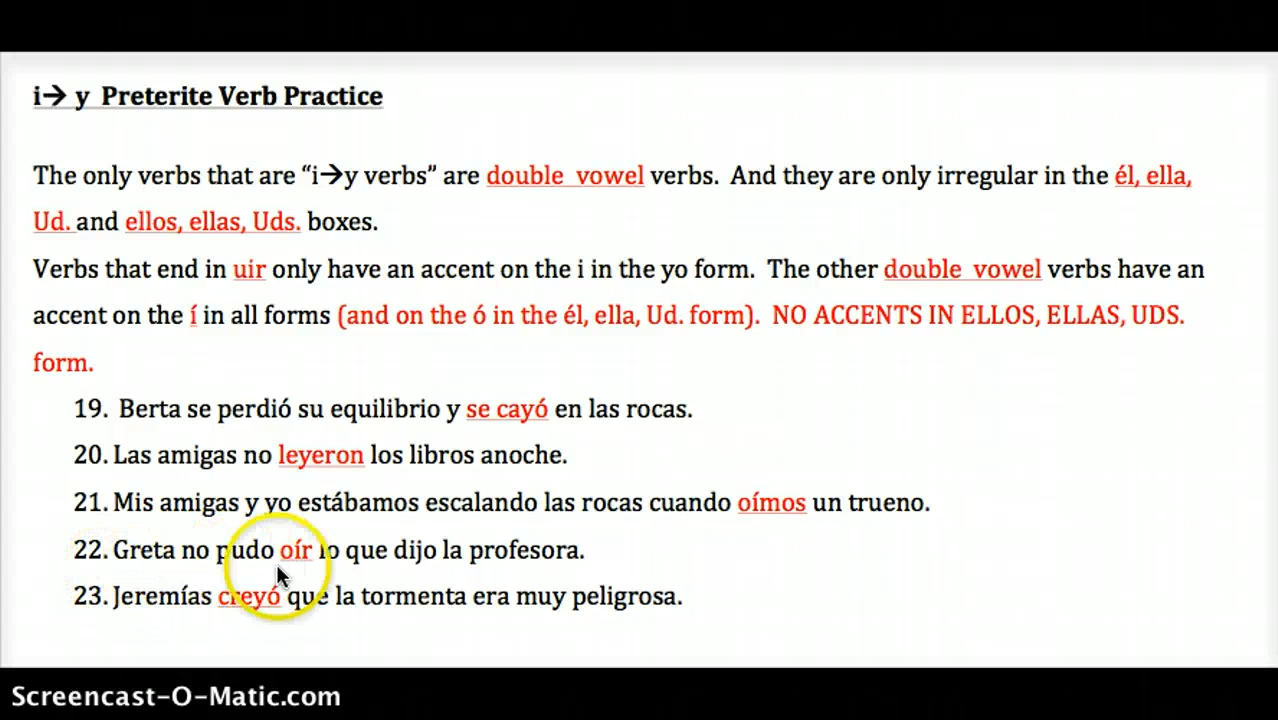 i→ y Preterite Verb Practice
The only verbs that are “i→y verbs” are double vowel verbs. And they are only irregular in the él, ella,
Ud. and ellos, ellas, Uds. boxes.
Verbs that end in uir only have an accent on the i in the yo form. The other double vowel verbs have an
accent on the í in all forms (and on the ó in the él, ella, Ud. form). NO ACCENTS IN ELLOS, ELLAS, UDS.
form.
19. Berta se perdió su equilibrio y se cayó en las rocas.
20. Las amigas no leyeron los libros anoche.
21. Mis amigas y yo estábamos escalando las rocas cuando oímos un trueno.
22. Greta no pudo oír lo que dijo la profesora.
23. Jeremías creyó que la tormenta era muy peligrosa.
Screencast-O-Matic.com